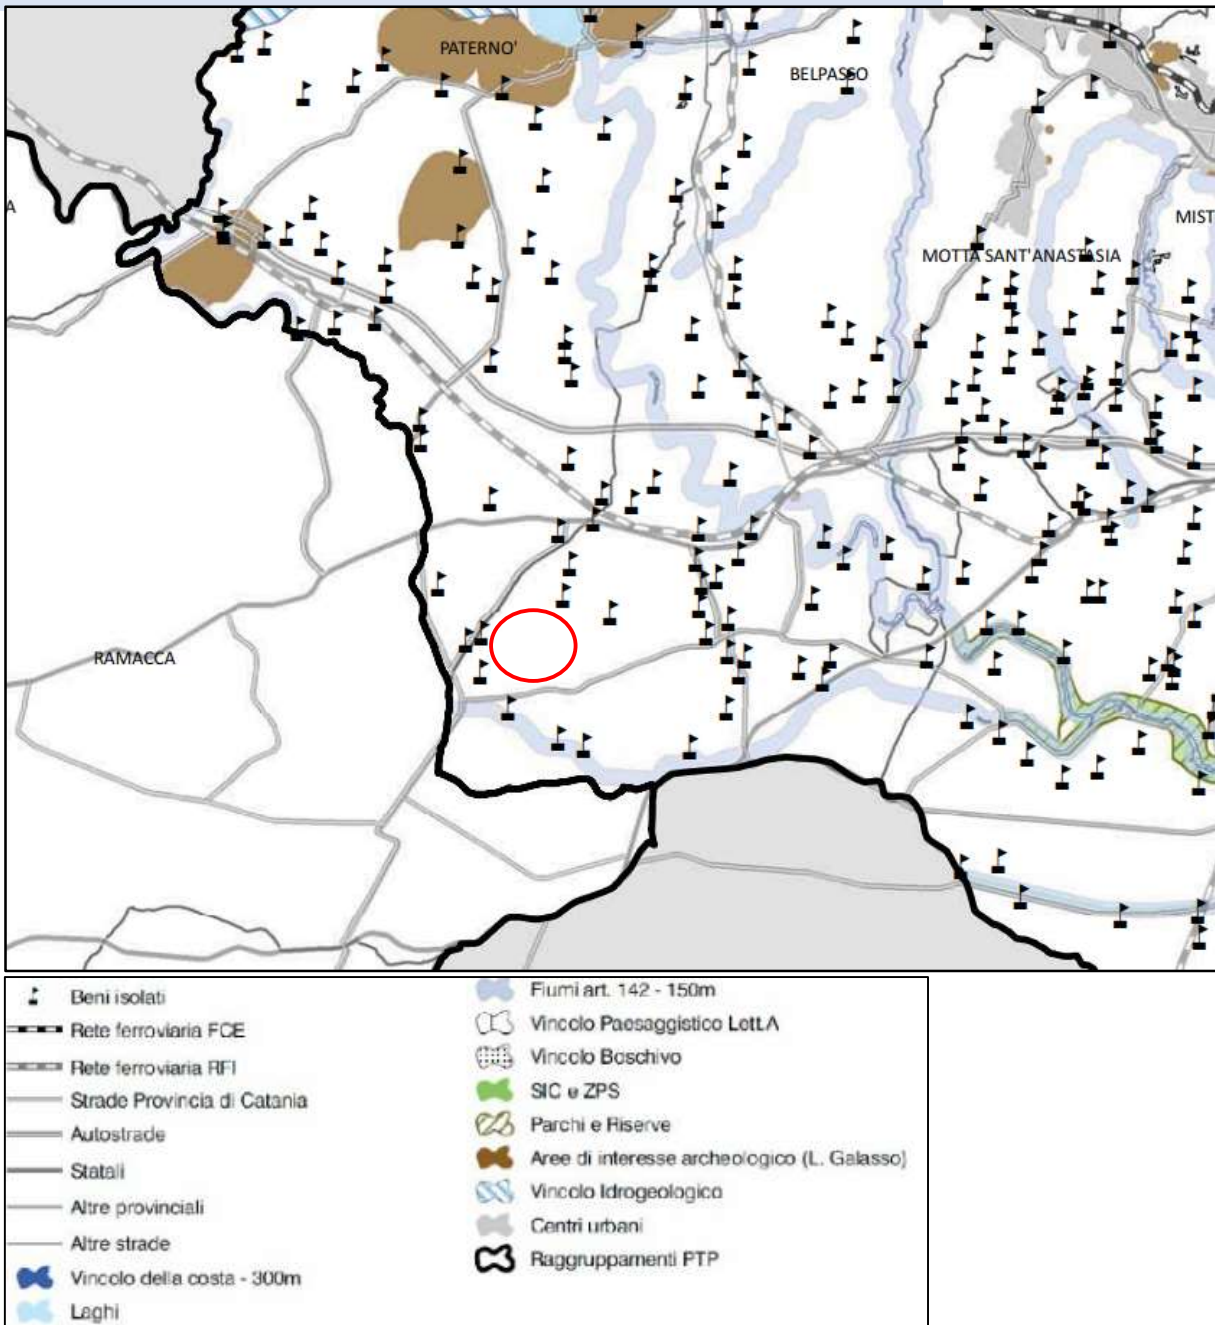 PATERNO'
BELPASSO
A
MIST
MOTTA SANT'ANASTASIA
RAMACCA
Beni isolati
Rete ferroviaria FCE
Rete ferroviaria RFI
Strade Provincia di Catania
Autostrade
Statali
Altre provinciali
Altre strade
Vincolo della costa - 300m
Laghi
Fiumi art. 142 - 150m
Vincolo Paesaggistico Lett.A
Vincolo Boschivo
SIC e ZPS
Parchi e Riserve
Aree di interesse archeologico (L. Galasso)
Vincolo Idrogeologico
Centri urbani
Raggruppamenti PTP